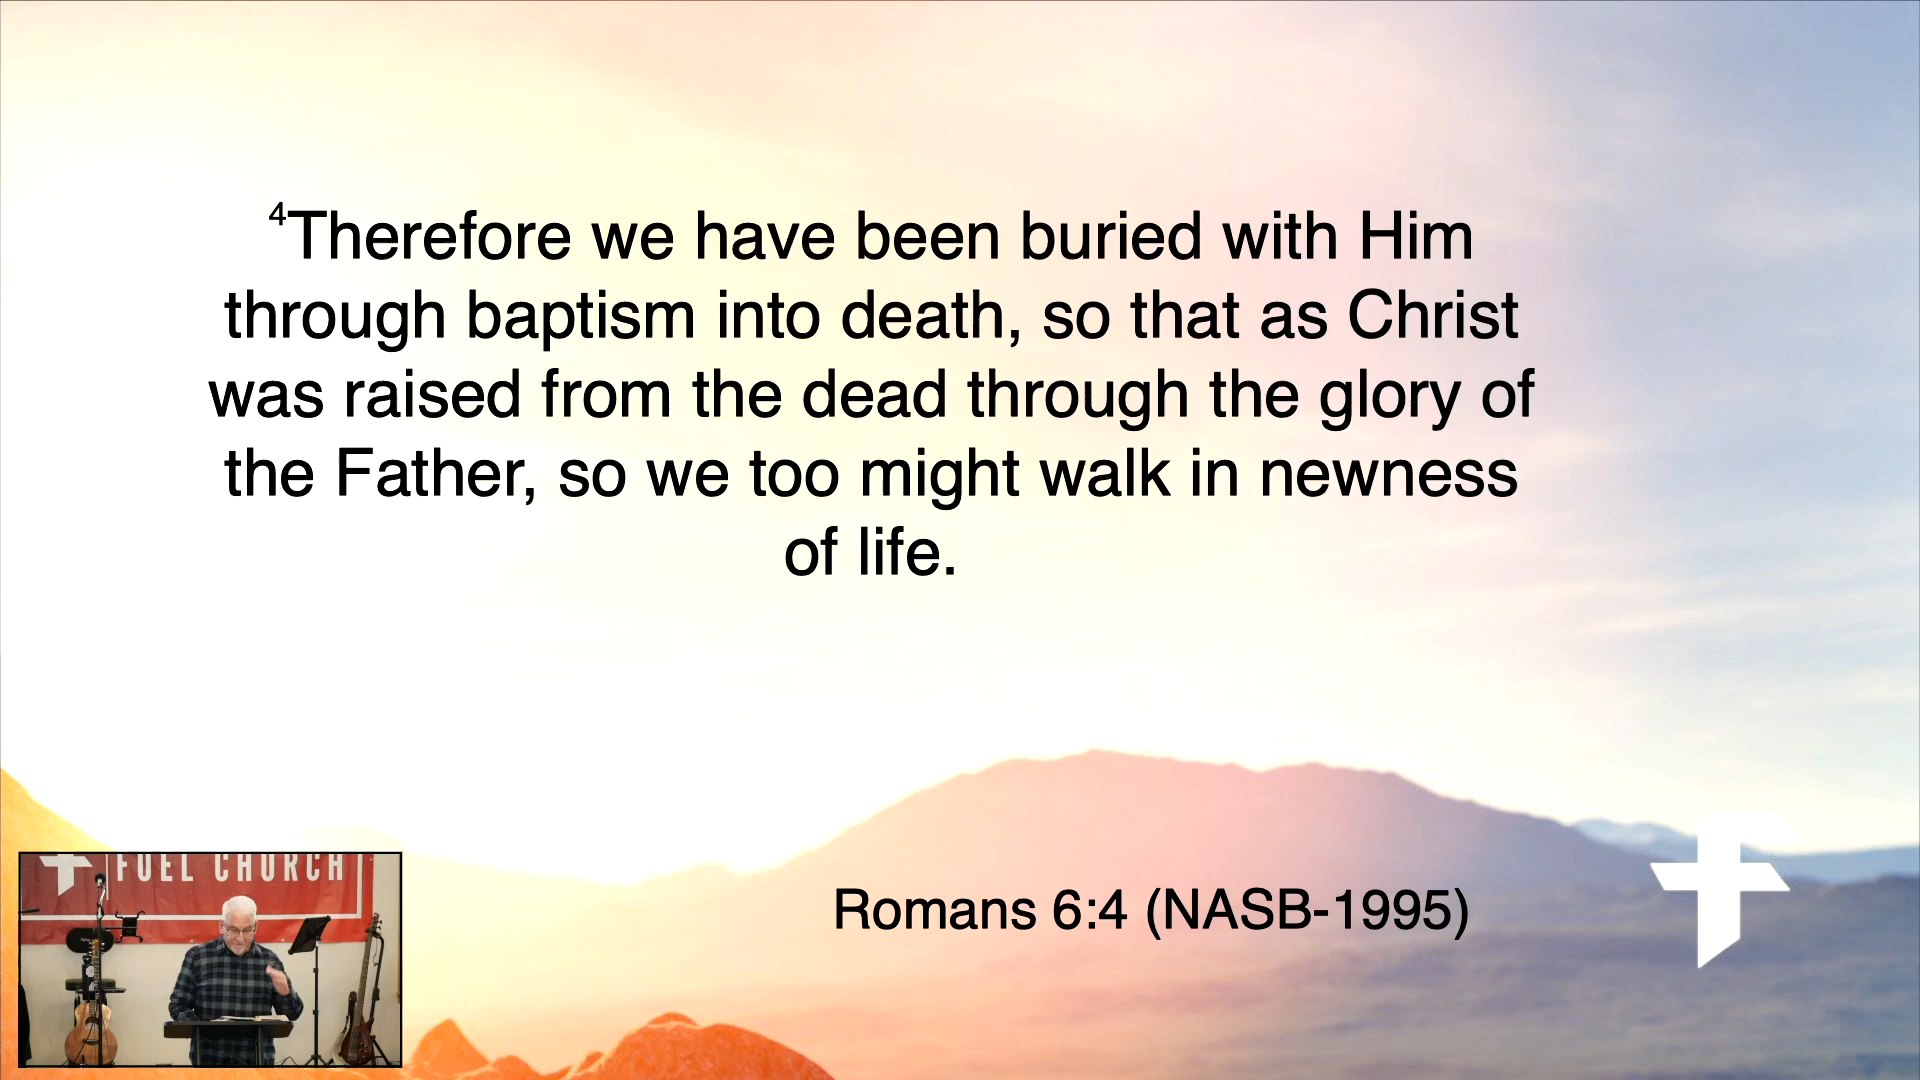 ⁴Therefore we have been buried with Him
through baptism into death, so that as Christ
was raised from the dead through the glory of
the Father, so we too might walk in newness
of life.
Romans 6:4 (NASB-1995)
FUEL CHURCH